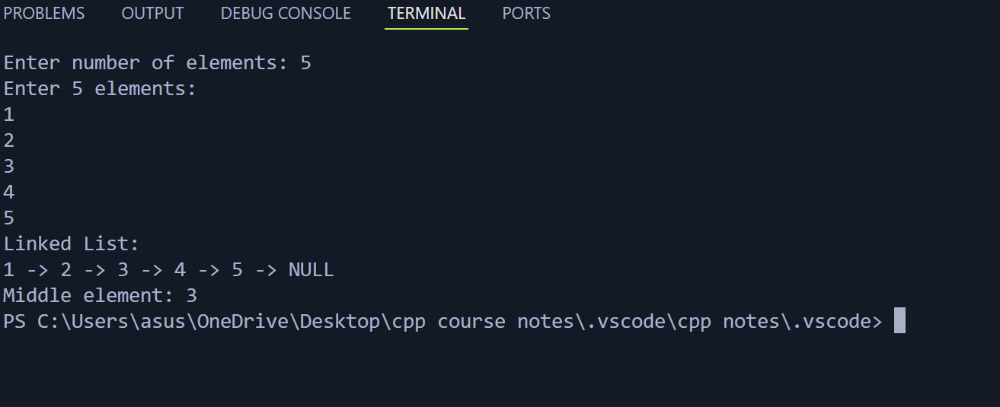 PROBLEMS OUTPUT DEBUG CONSOLE TERMINAL PORTS
Enter number of elements: 5
Enter 5 elements:
1
2
3
4
5
Linked List:
1 -> 2 -> 3 -> 4 -> 5 -> NULL
Middle element: 3
PS C:\Users\asus\OneDrive\Desktop\cpp course notes\.vscode\cpp notes\.vscode>